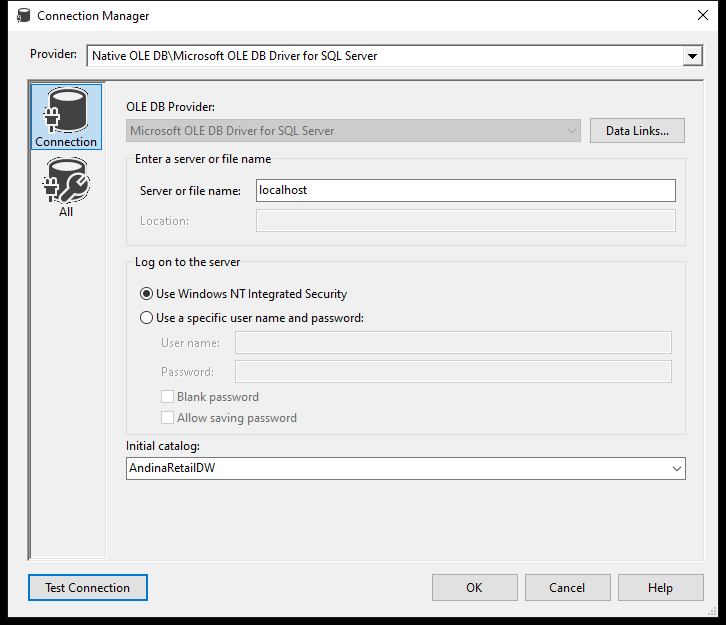 Connection Manager
Provider: Native OLE DB\Microsoft OLE DB Driver for SQL Server
Connection
All
OLE DB Provider:
Microsoft OLE DB Driver for SQL Server
Data Links...
Enter a server or file name
Server or file name: localhost
Location:
Log on to the server
Use Windows NT Integrated Security
Use a specific user name and password:
User name:
Password:
Blank password
Allow saving password
Initial catalog:
AndinaRetailDW
Test Connection OK Cancel Help